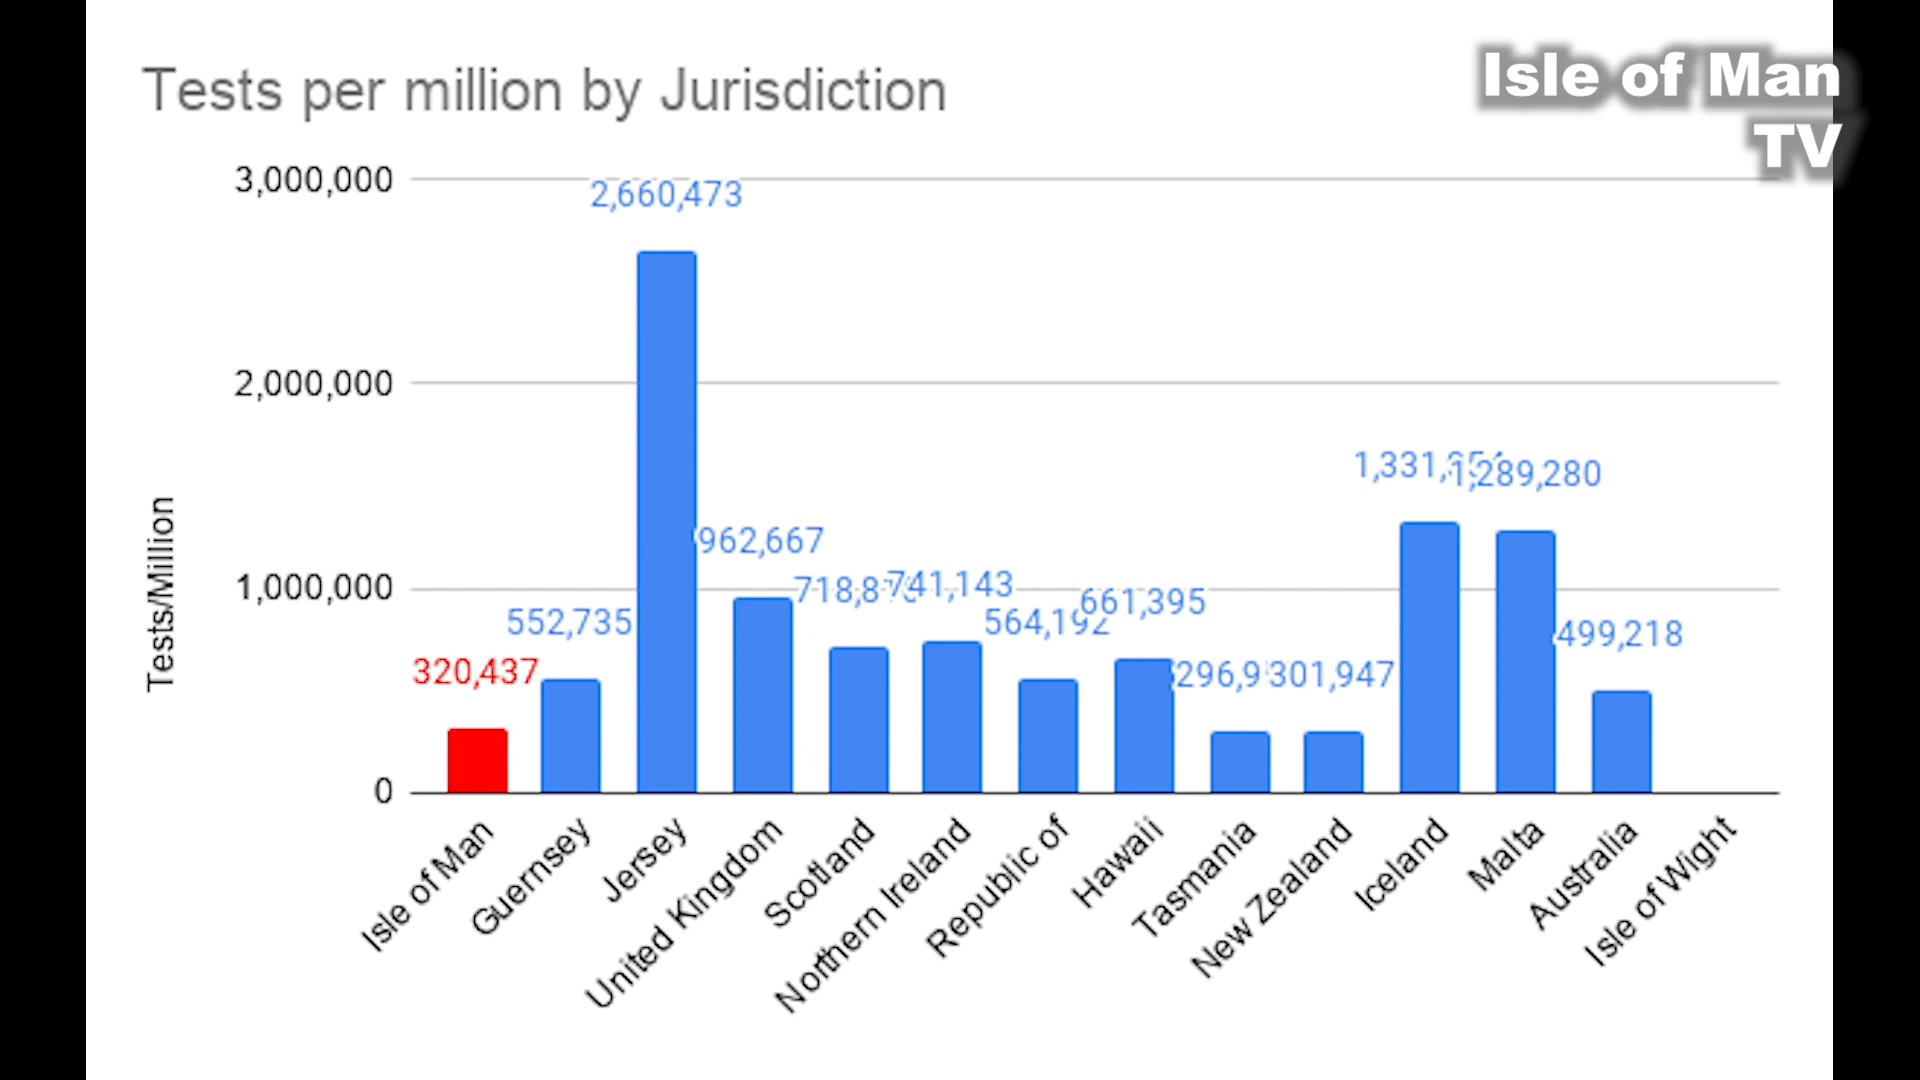 Tests per million by Jurisdiction
Isle of Man
TV
Tests/Million
3,000,000
2,000,000
1,000,000
0
2,660,473
962,667
552,735
320,437
741,143
564,192
661,395
301,947
1,289,280
499,218
Isle of Man
Guernsey
Jersey
United Kingdom
Scotland
Northern Ireland
Republic of
Hawaii
Tasmania
New Zealand
Iceland
Malta
Australia
Isle of Wight